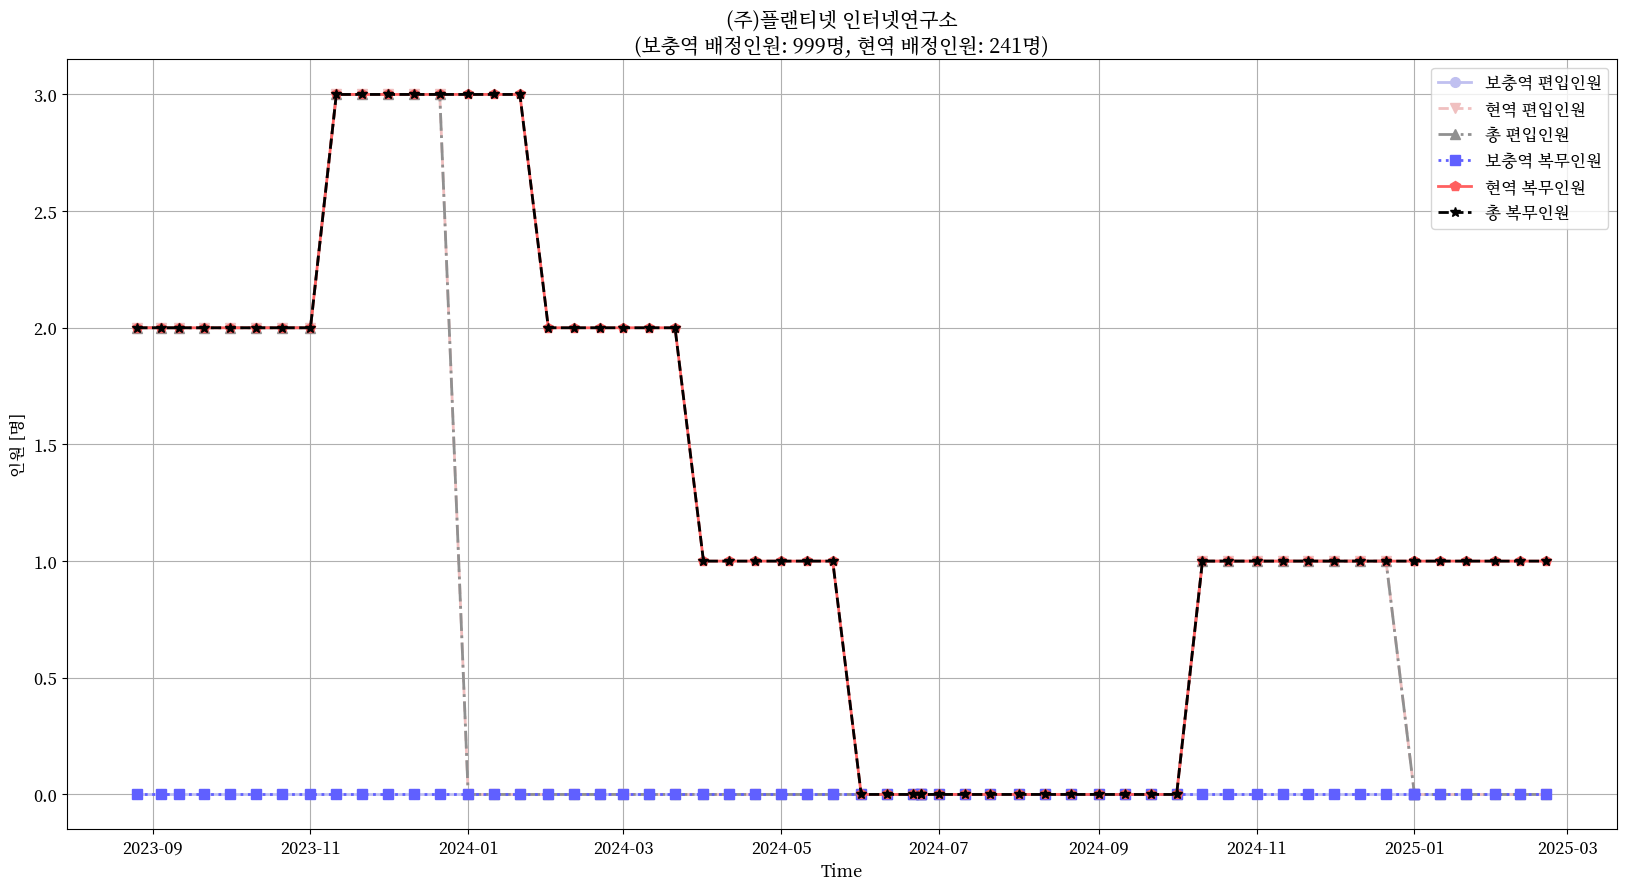 (주)플랜티넷 인터넷연구소
(보충역 배정인원: 999명, 현역 배정인원: 241명)
보충역 편입인원
현역 편입인원
총 편입인원
보충역 복무인원
현역 복무인원
총 복무인원
인원 [명]
3.0
2.5
2.0
1.5
1.0
0.5
0.0
2023-09
2023-11
2024-01
2024-03
2024-05
2024-07
2024-09
2024-11
2025-01
2025-03
Time